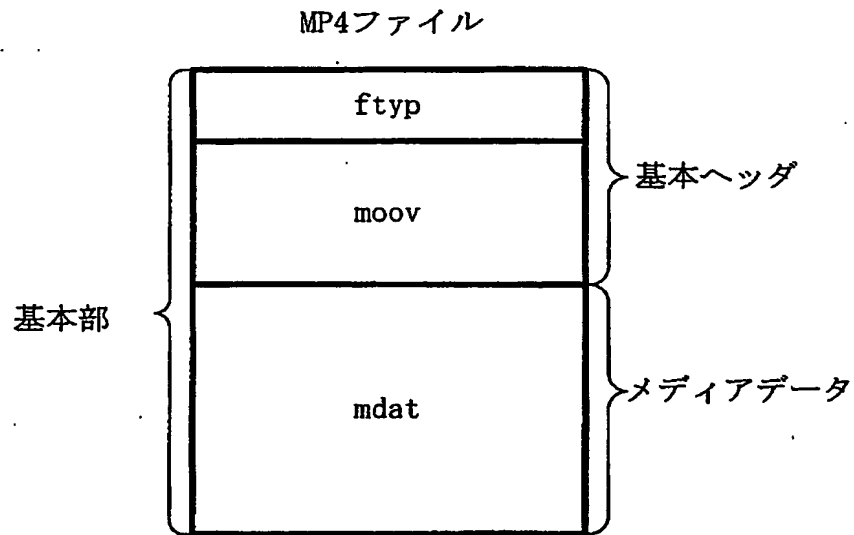 MP4ファイル
ftyp
基本ヘッダ
moov
基本部
メディアデータ
mdat